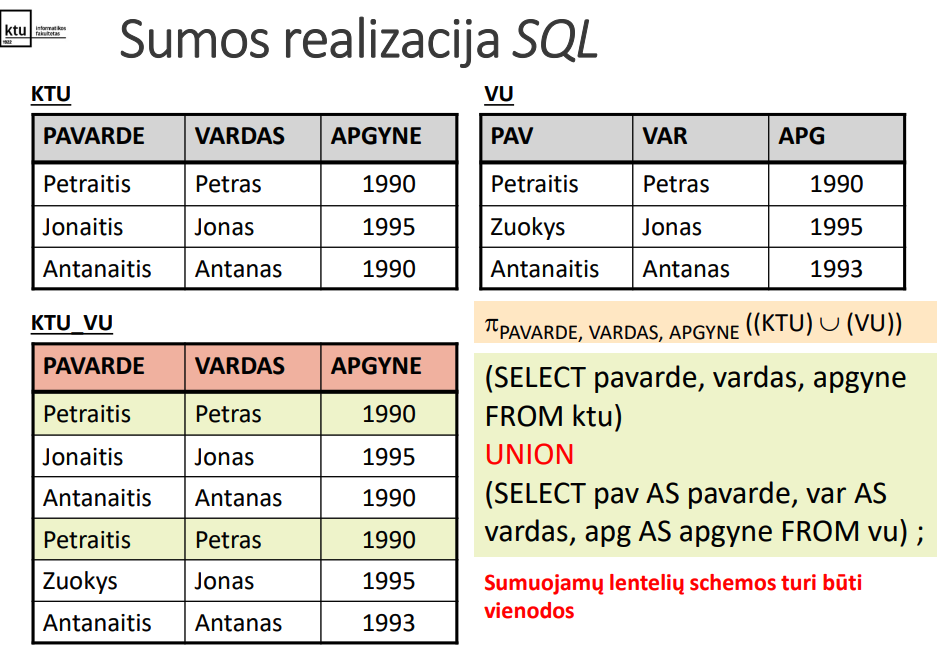 ktu
1922
informatikos
fakultetas
Sumos realizacija SQL
KTU
PAVARDE VARDAS APGYNE
Petraitis Petras 1990
Jonaitis Jonas 1995
Antanaitis Antanas 1990
VU
PAV VAR APG
Petraitis Petras 1990
Zuokys Jonas 1995
Antanaitis Antanas 1993
KTU_VU
PAVARDE VARDAS APGYNE
Petraitis Petras 1990
Jonaitis Jonas 1995
Antanaitis Antanas 1990
Petraitis Petras 1990
Zuokys Jonas 1995
Antanaitis Antanas 1993
π PAVARDE, VARDAS, APGYNE ((KTU) ∪ (VU))
(SELECT pavarde, vardas, apgyne
FROM ktu)
UNION
(SELECT pav AS pavarde, var AS
vardas, apg AS apgyne FROM vu) ;
Sumuojamų lentelių schemos turi būti
vienodos